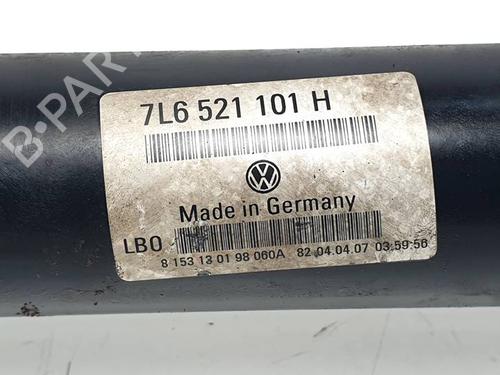 B-PARTS
7L6 521 101 H
Made in Germany
LBO
8 153 13 01 98 060A 82 04.04.07 03:59:56